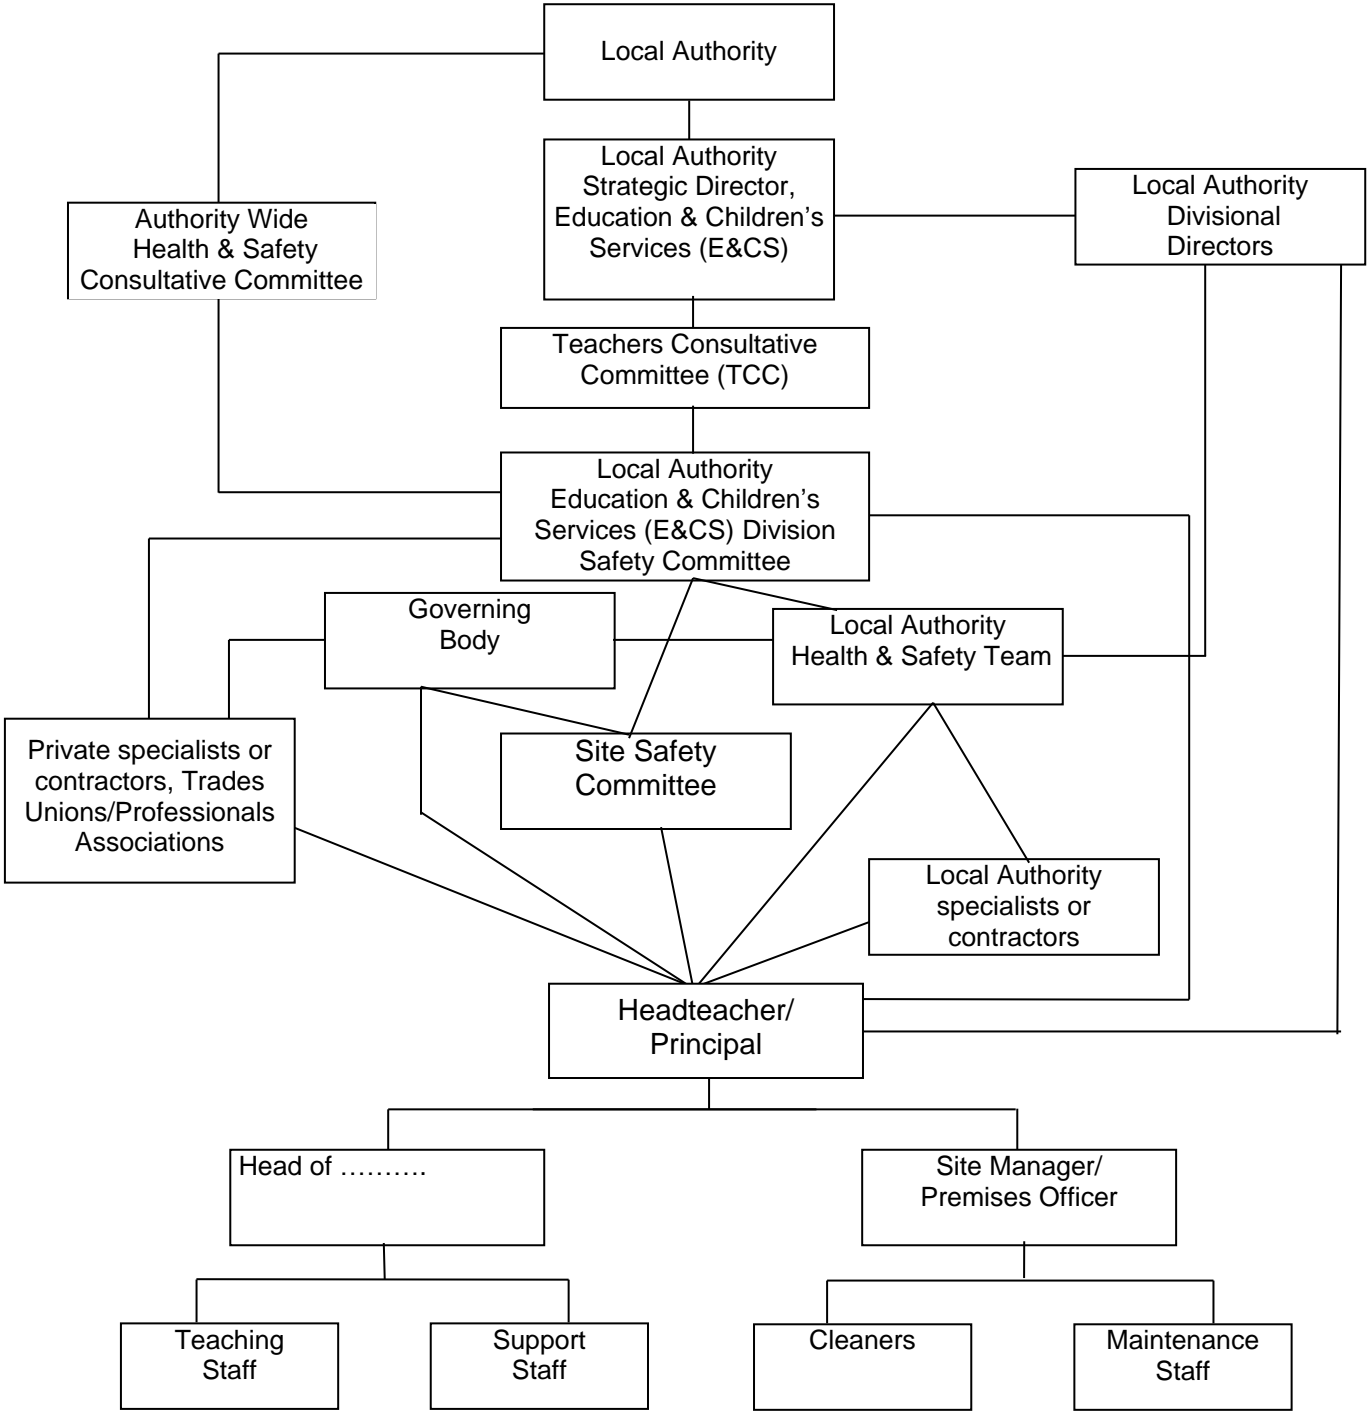 Local Authority
Local Authority
Strategic Director,
Education & Children’s
Services (E&CS)
Local Authority
Divisional
Directors
Authority Wide
Health & Safety
Consultative Committee
Teachers Consultative
Committee (TCC)
Local Authority
Education & Children’s
Services (E&CS) Division
Safety Committee
Governing
Body
Local Authority
Health & Safety Team
Private specialists or
contractors, Trades
Unions/Professionals
Associations
Site Safety
Committee
Local Authority
specialists or
contractors
Headteacher/
Principal
Head of ……….
Site Manager/
Premises Officer
Teaching
Staff
Support
Staff
Cleaners
Maintenance
Staff